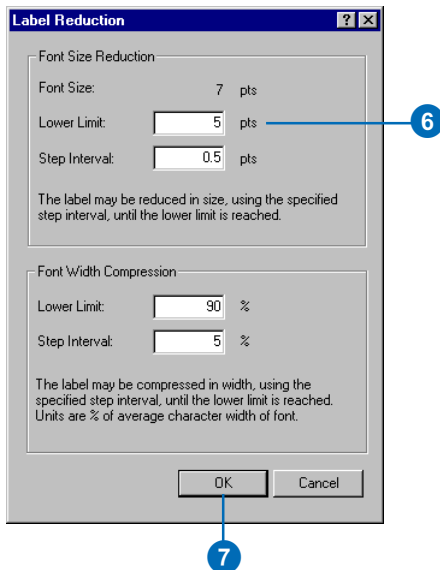 Label Reduction
Font Size Reduction
Font Size: 7 pts
Lower Limit: 5 pts
6
Step Interval: 0.5 pts
The label may be reduced in size, using the specified
step interval, until the lower limit is reached.
Font Width Compression
Lower Limit: 90 %
Step Interval: 5 %
The label may be compressed in width, using the
specified step interval, until the lower limit is reached.
Units are % of average character width of font.
OK Cancel
7